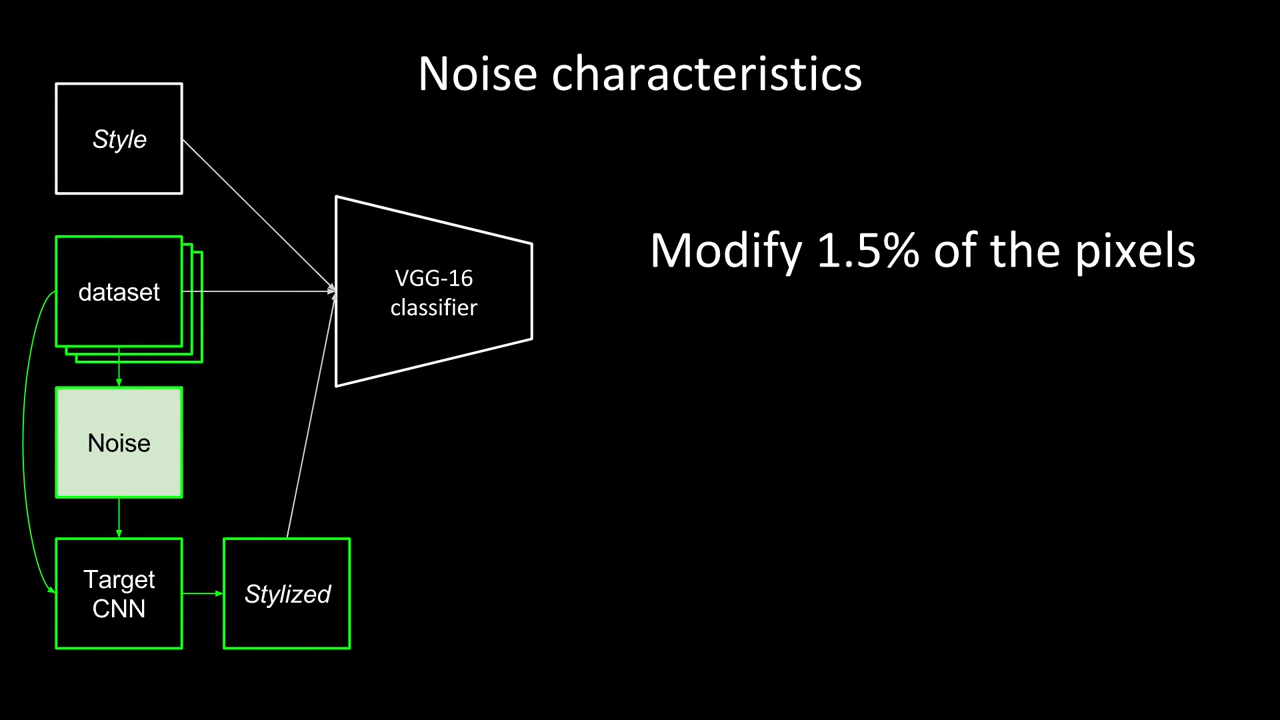 Noise characteristics
Style
Modify 1.5% of the pixels
dataset
VGG-16
classifier
Noise
Target
CNN
Stylized